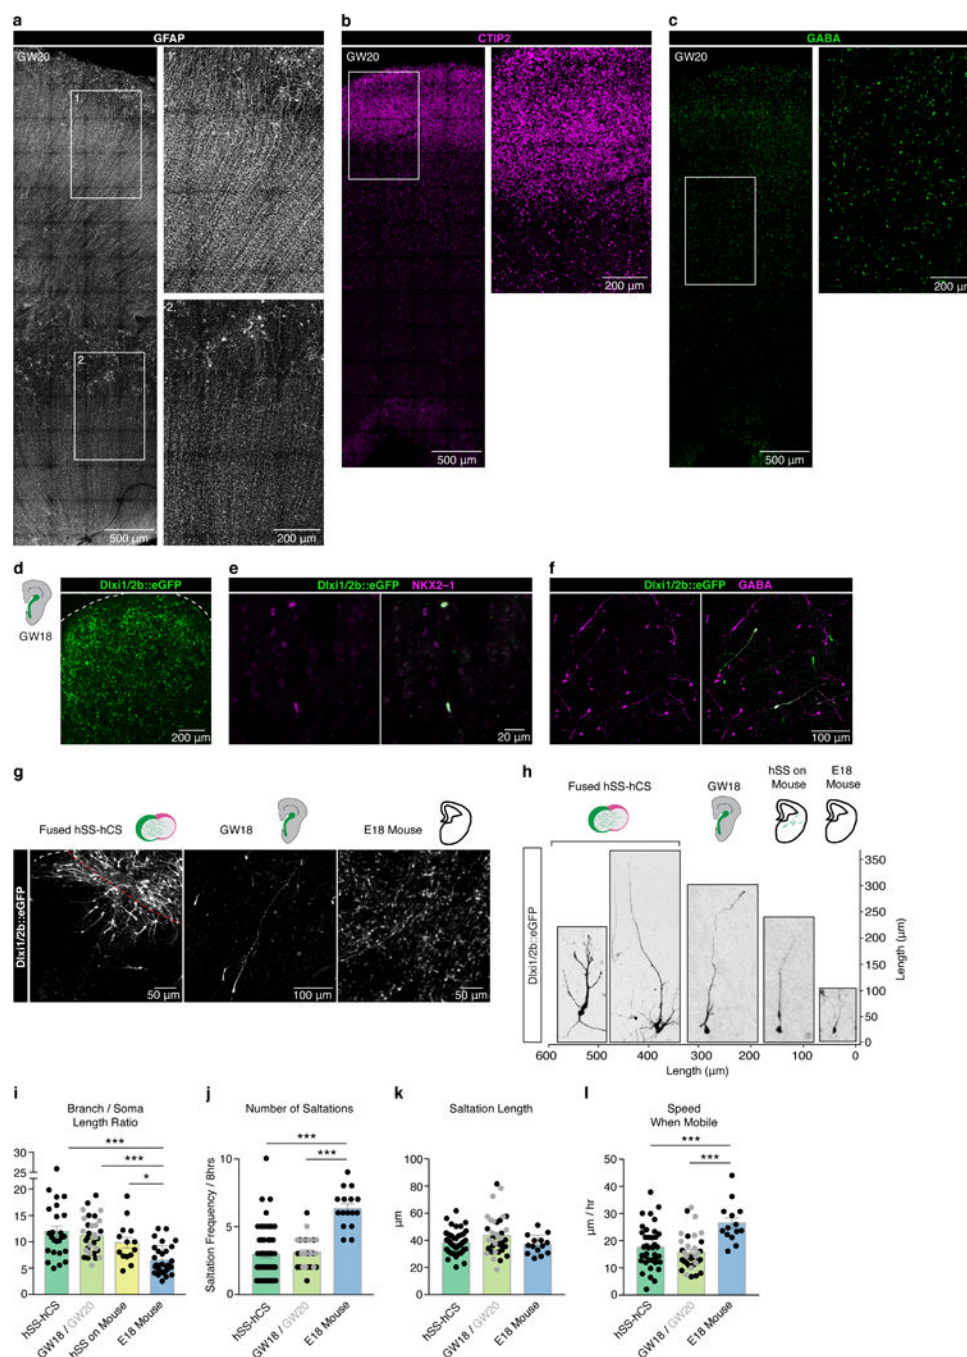 a
GFAP
GW20
1.
1.
2.
2.
500 µm
200 µm
b
CTIP2
GW20
200 µm
500 µm
c
GABA
GW20
200 µm
500 µm
d
Dlxi1/2b::eGFP
GW18
200 µm
e
Dlxi1/2b::eGFP NKX2–1
20 µm
f
Dlxi1/2b::eGFP GABA
100 µm
g
Fused hSS-hCS
GW18
E18 Mouse
Dlxi1/2b::eGFP
50 µm
100 µm
50 µm
h
Fused hSS-hCS
GW18
hSS on
Mouse
E18
Mouse
Dlxi1/2b::eGFP
350
300
250
200
150
100
50
0
Length (µm)
600 500 400 300 200 100 0
Length (µm)
i
Branch / Soma
Length Ratio
***
***
*
30
25
20
15
10
5
0
hSS-hCS
GW18 / GW20
hSS on Mouse
E18 Mouse
j
Number of Saltations
***
***
Saltation Frequency / 8hrs
10
5
0
hSS-hCS
GW18 / GW20
E18 Mouse
k
Saltation Length
µm
100
80
60
40
20
0
hSS-hCS
GW18 / GW20
E18 Mouse
l
Speed
When Mobile
***
***
µm / hr
50
40
30
20
10
0
hSS-hCS
GW18 / GW20
E18 Mouse